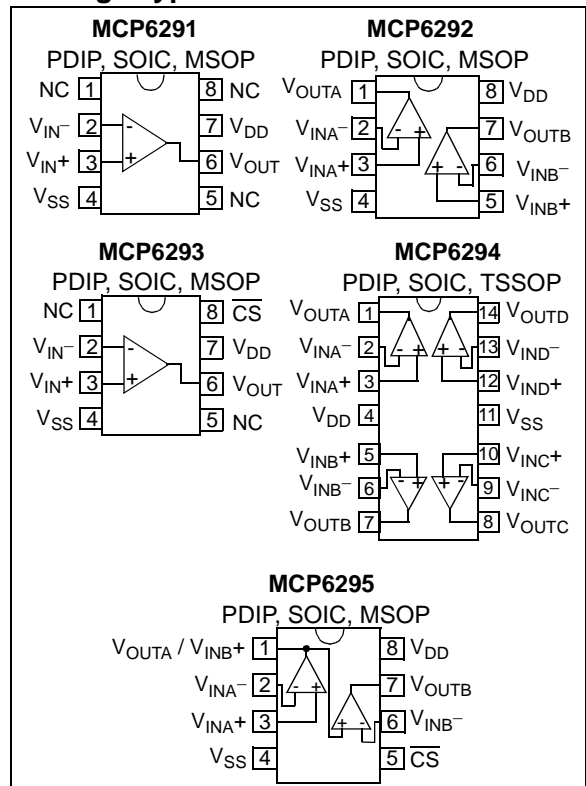 MCP6291
PDIP, SOIC, MSOP
NC 1 8 NC
VIN– 2 - 7 VDD
VIN+ 3 + 6 VOUT
VSS 4 5 NC
MCP6292
PDIP, SOIC, MSOP
VOUTA 1 8 VDD
VINA– 2 - + 7 VOUTB
VINA+ 3 + - 6 VINB–
VSS 4 5 VINB+
MCP6293
PDIP, SOIC, MSOP
NC 1 8 CS
VIN– 2 - 7 VDD
VIN+ 3 + 6 VOUT
VSS 4 5 NC
MCP6294
PDIP, SOIC, TSSOP
VOUTA 1 14 VOUTD
VINA– 2 - + + - 13 VIND–
VINA+ 3 12 VIND+
VDD 4 11 VSS
VINB+ 5 10 VINC+
VINB– 6 - + + - 9 VINC–
VOUTB 7 8 VOUTC
MCP6295
PDIP, SOIC, MSOP
VOUTA / VINB+ 1 8 VDD
VINA– 2 - + 7 VOUTB
VINA+ 3 + - 6 VINB–
VSS 4 5 CS